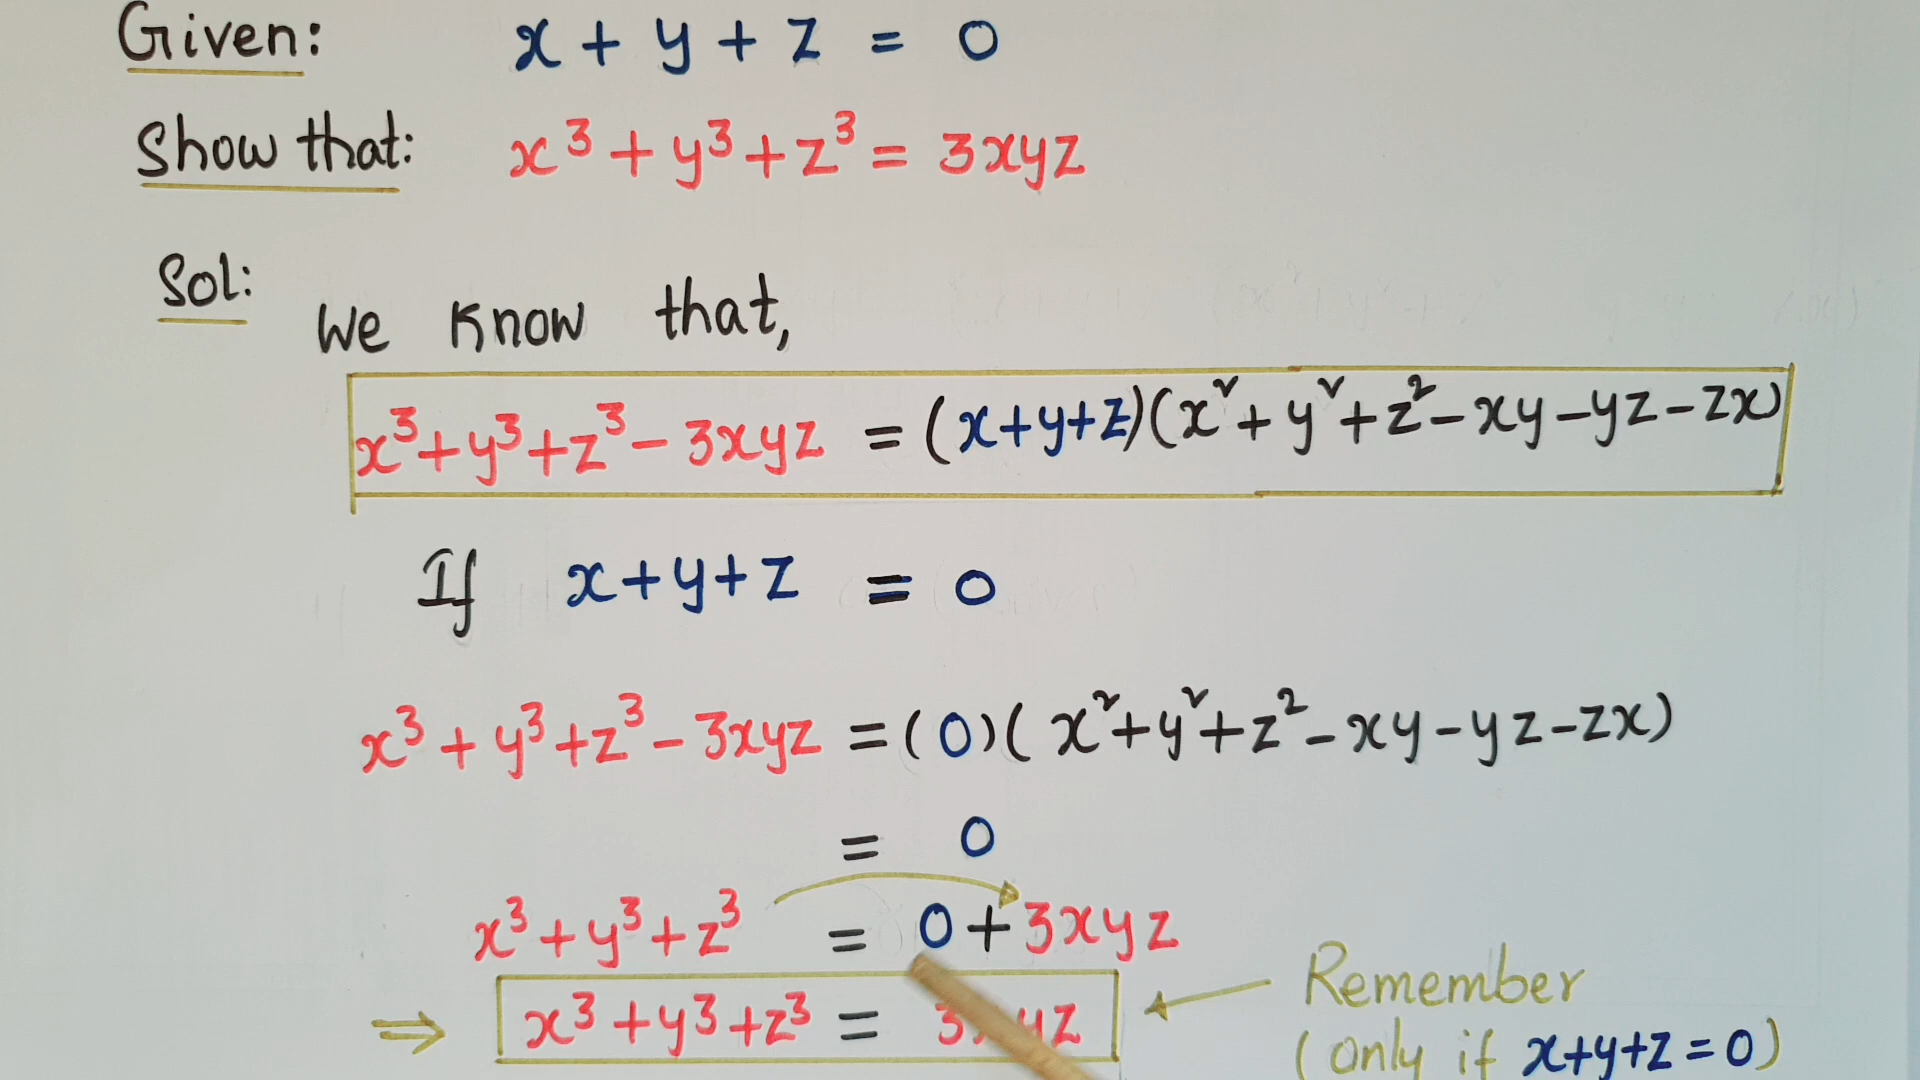 Given: x + y + z = 0
Show that: x³ + y³ + z³ = 3xyz
Sol: We know that,
x³ + y³ + z³ - 3xyz = (x+y+z)(x² + y² + z² - xy - yz - zx)
If x + y + z = 0
x³ + y³ + z³ - 3xyz = (0)(x² + y² + z² - xy - yz - zx)
= 0
x³ + y³ + z³ = 0 + 3xyz
⇒ x³ + y³ + z³ = 3xyz ← Remember
(only if x+y+z = 0)